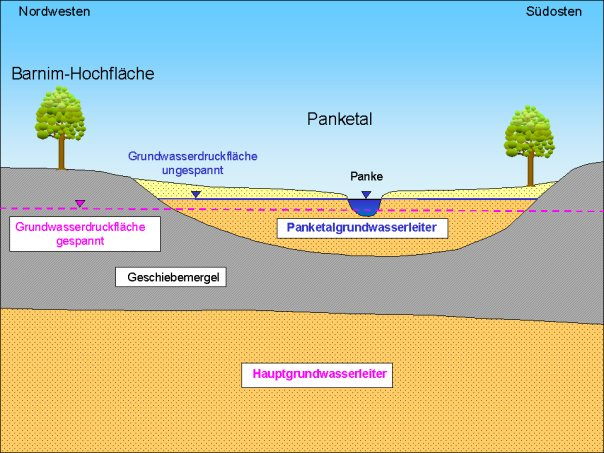 Nordwesten
Südosten
Barnim-Hochfläche
Panketal
Grundwasserdruckfläche
ungespannt
Panke
Grundwasserdruckfläche
gespannt
Panketalgrundwasserleiter
Geschiebemergel
Hauptgrundwasserleiter